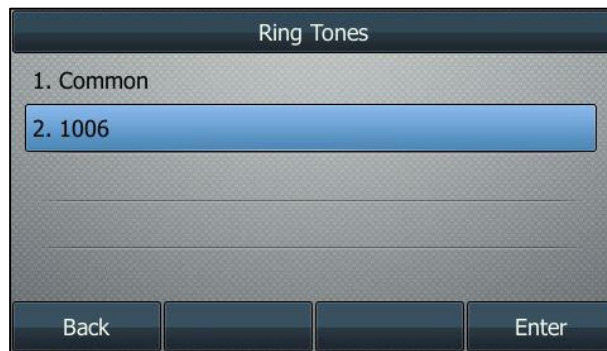 Ring Tones
1. Common
2. 1006
Back
Enter